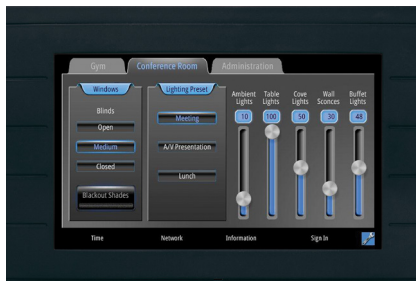 Gym
Conference Room
Administration
Windows
Blinds
Open
Medium
Closed
Blackout Shades
Lighting Preset
Meeting
A/V Presentation
Lunch
Ambient Lights
Table Lights
Cove Lights
Wall Sconces
Buffet Lights
10 100 50 30 48
Time Network Information Sign In